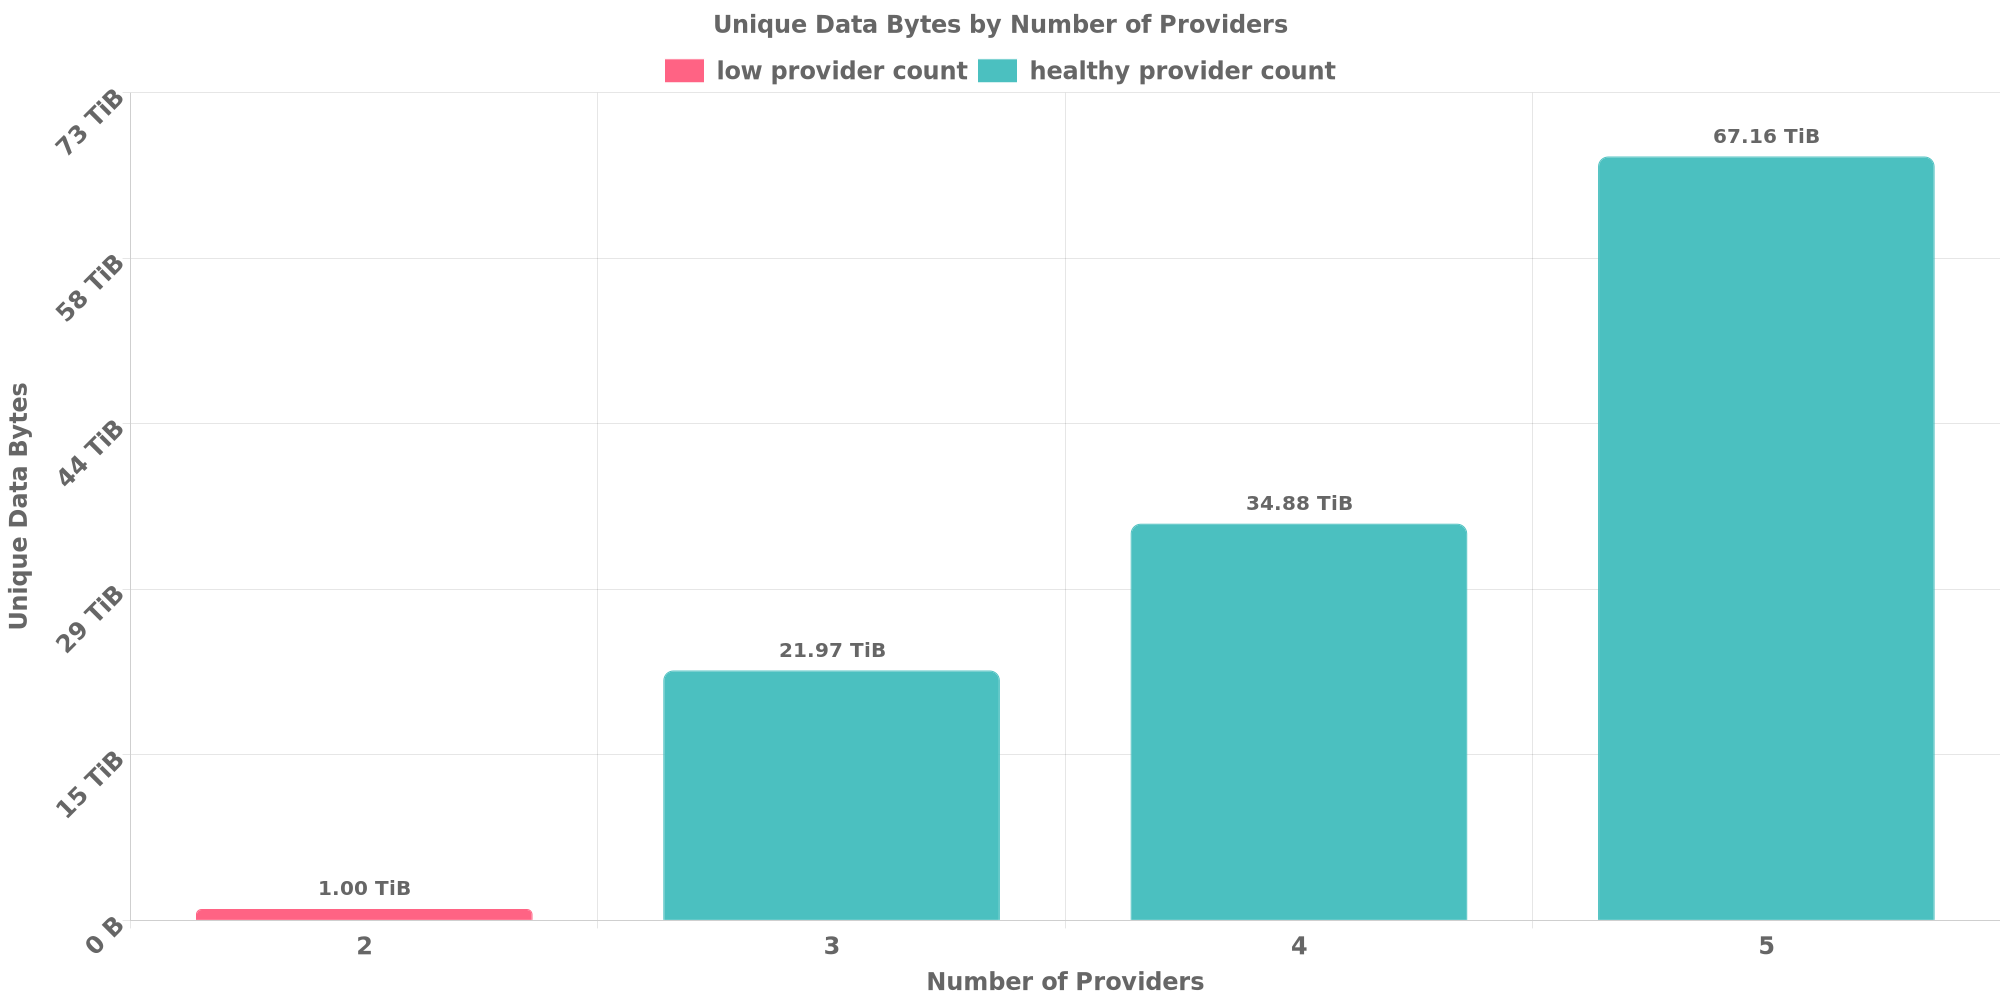 Unique Data Bytes by Number of Providers
low provider count healthy provider count
73 TiB
58 TiB
44 TiB
29 TiB
15 TiB
0 B
Unique Data Bytes
1.00 TiB
21.97 TiB
34.88 TiB
67.16 TiB
2 3 4 5
Number of Providers